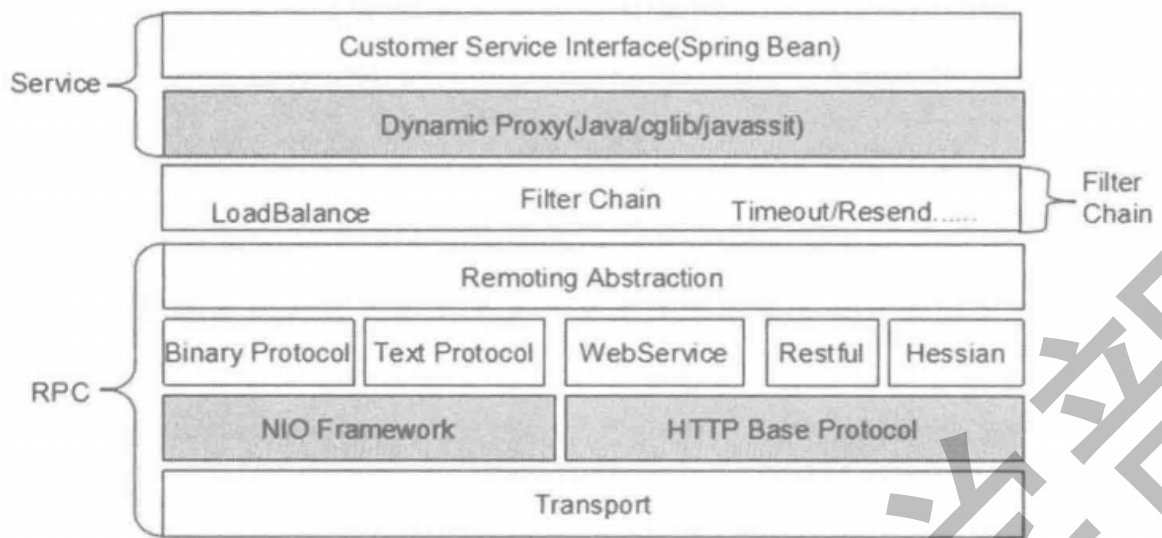 Customer Service Interface(Spring Bean)
Service
Dynamic Proxy(Java/cglib/javassit)
Filter Chain
LoadBalance
Timeout/Resend......
Filter
Chain
Remoting Abstraction
Binary Protocol
Text Protocol
WebService
Restful
Hessian
RPC
NIO Framework
HTTP Base Protocol
Transport